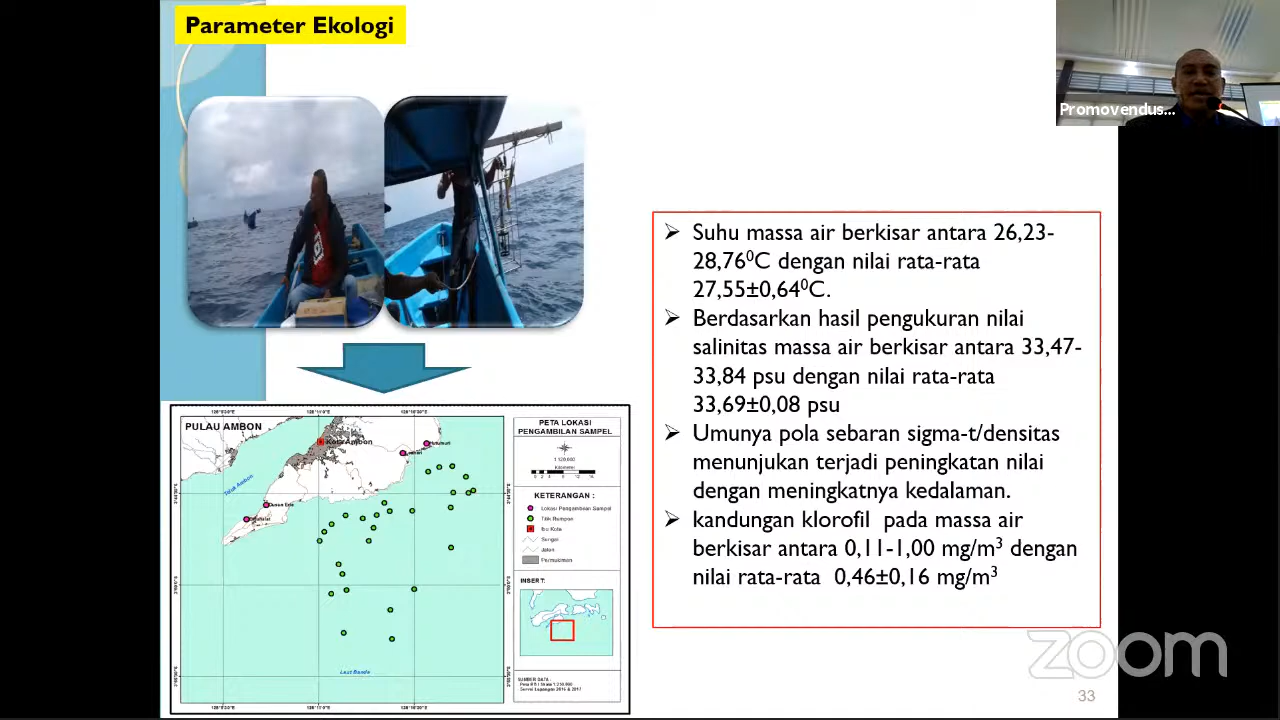 Parameter Ekologi
Promovendus...
Suhu massa air berkisar antara 26,23-
28,76⁰C dengan nilai rata-rata
27,55±0,64⁰C.
Berdasarkan hasil pengukuran nilai
salinitas massa air berkisar antara 33,47-
33,84 psu dengan nilai rata-rata
33,69±0,08 psu
Umunya pola sebaran sigma-t/densitas
menunjukan terjadi peningkatan nilai
dengan meningkatnya kedalaman.
kandungan klorofil pada massa air
berkisar antara 0,11-1,00 mg/m³ dengan
nilai rata-rata 0,46±0,16 mg/m³
PULAU AMBON
Kota Ambon
Teluk Ambon
Laut Banda
PETA LOKASI
PENGAMBILAN SAMPEL
KETERANGAN :
Lokasi Pengambilan Sampel
Titik Rumpon
Ibu Kota
Sungai
Jalan
Pemukiman
INSERT:
SUMBER DATA :
zoom
33